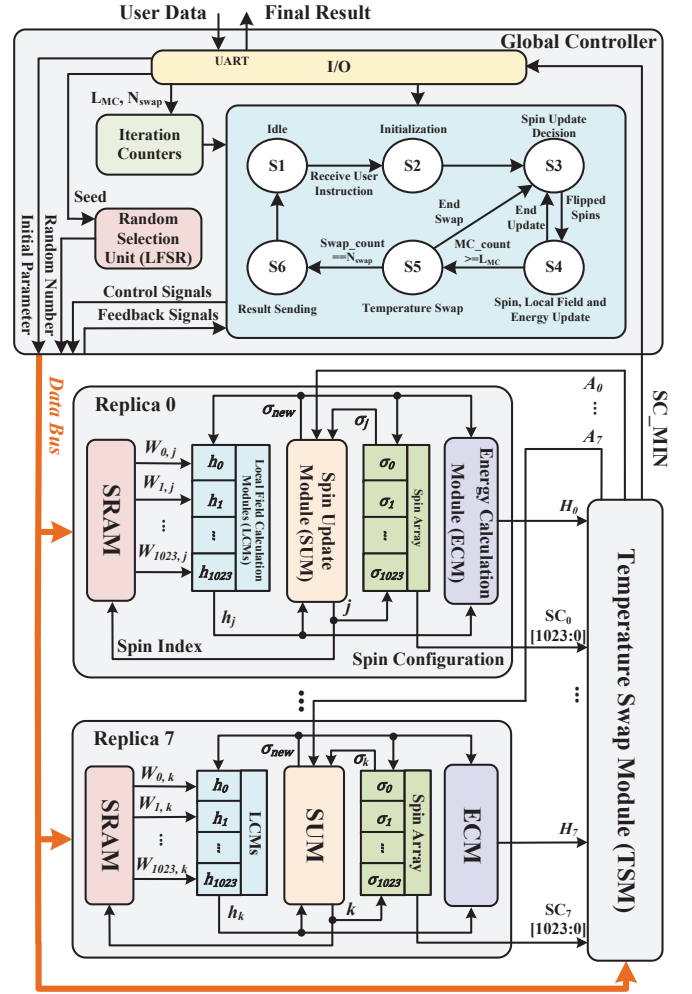 User Data
Final Result
Global Controller
UART
I/O
L_MC, N_swap
Iteration
Counters
Seed
Random
Selection
Unit (LFSR)
Initial Parameter
Random Number
Control Signals
Feedback Signals
Idle
S1
Receive User
Instruction
Initialization
S2
Spin Update
Decision
S3
End
Swap
End
Update
Flipped
Spins
S6
Result Sending
Swap_count
==N_swap
S5
Temperature Swap
MC_count
>=L_MC
S4
Spin, Local Field and
Energy Update
Data Bus
SC_MIN
A_0
...
A_7
Replica 0
SRAM
W_0, j
W_1, j
...
W_1023, j
h_0
h_1
...
h_1023
Local Field Calculation
Modules (LCMs)
σ_new
Spin Update
Module (SUM)
σ_j
σ_0
σ_1
...
σ_1023
Spin Array
Energy Calculation
Module (ECM)
h_j
j
Spin Index
Spin Configuration
H_0
SC_0
[1023:0]
...
...
Temperature Swap Module (TSM)
Replica 7
SRAM
W_0, k
W_1, k
...
W_1023, k
h_0
h_1
...
h_1023
LCMs
σ_new
SUM
σ_k
σ_0
σ_1
...
σ_1023
Spin Array
ECM
h_k
k
H_7
SC_7
[1023:0]